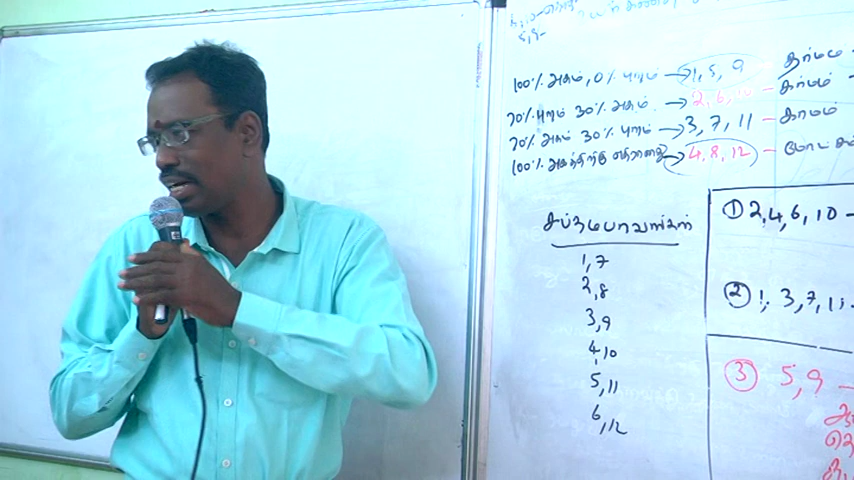 5, 9-
100% அகம், 0% புறம் → 1, 5, 9 - தர்மம் -
70% புறம் 30% அகம் → 2, 6, 10 - கர்மம் -
70% அகம் 30% புறம் → 3, 7, 11 - காமம்
100% அகத்திற்கு எதிரானது → 4, 8, 12 - மோட்சம்
சப்தமபாவங்கள்
1, 7
2, 8
3, 9
4, 10
5, 11
6, 12
① 2, 4, 6, 10 -
② 1, 3, 7, 11
③ 5, 9 -